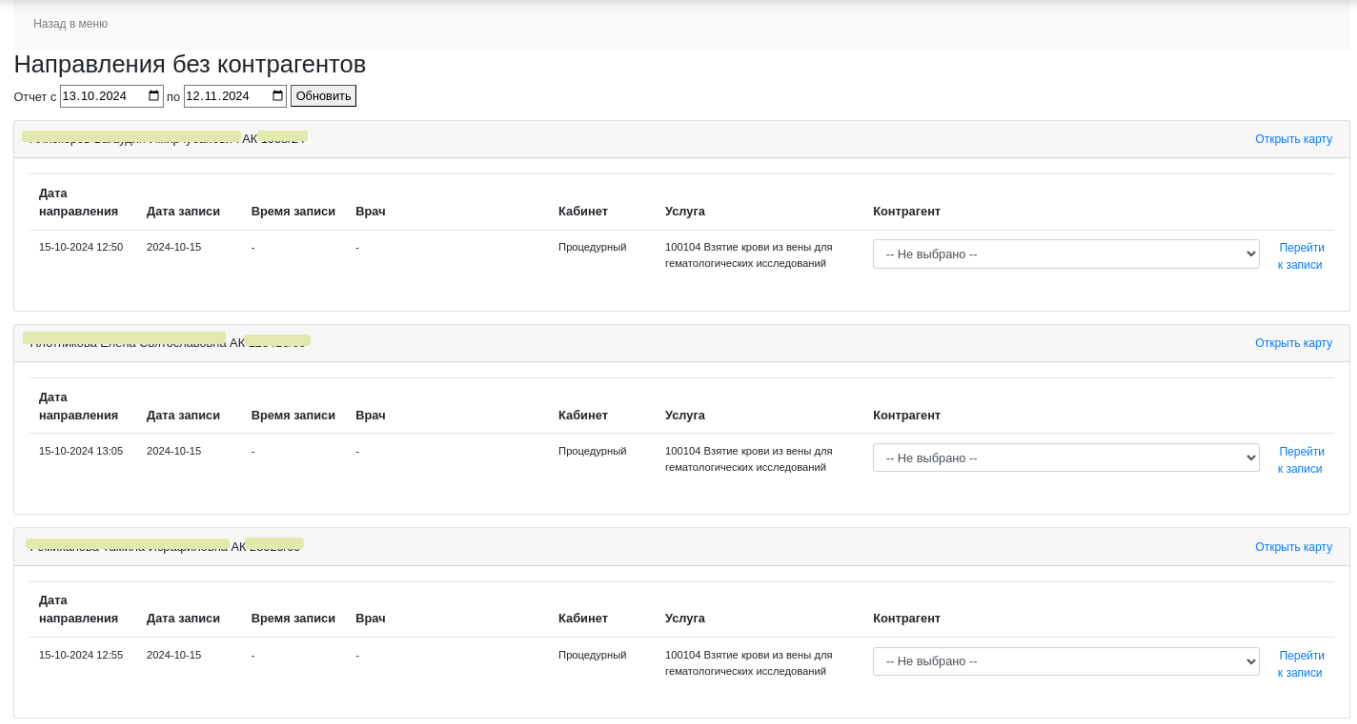 Назад в меню
Направления без контрагентов
Отчет с 13.10.2024 по 12.11.2024 Обновить
АК Открыть карту
Дата направления Дата записи Время записи Врач Кабинет Услуга Контрагент
15-10-2024 12:50 2024-10-15 - - Процедурный 100104 Взятие крови из вены для гематологических исследований -- Не выбрано -- Перейти к записи
АК Открыть карту
Дата направления Дата записи Время записи Врач Кабинет Услуга Контрагент
15-10-2024 13:05 2024-10-15 - - Процедурный 100104 Взятие крови из вены для гематологических исследований -- Не выбрано -- Перейти к записи
АК Открыть карту
Дата направления Дата записи Время записи Врач Кабинет Услуга Контрагент
15-10-2024 12:55 2024-10-15 - - Процедурный 100104 Взятие крови из вены для гематологических исследований -- Не выбрано -- Перейти к записи